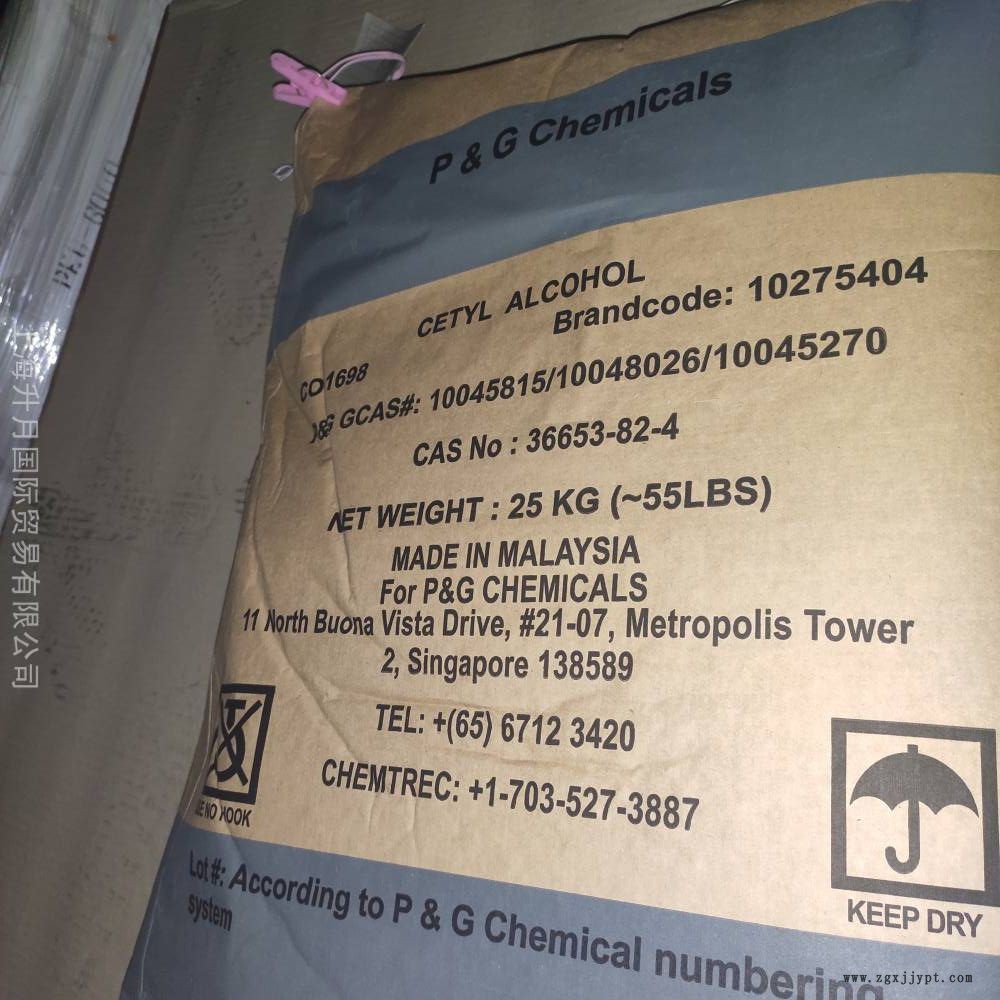 P & G Chemicals
CETYL ALCOHOL
Brandcode: 10275404
CO1698
P&G GCAS#: 10045815/10048026/10045270
CAS No : 36653-82-4
NET WEIGHT : 25 KG (~55LBS)
MADE IN MALAYSIA
For P&G CHEMICALS
11 North Buona Vista Drive, #21-07, Metropolis Tower
2, Singapore 138589
TEL: +(65) 6712 3420
CHEMTREC: +1-703-527-3887
USE NO HOOK
KEEP DRY
Lot #: According to P & G Chemical numbering
system
上海升月国际贸易有限公司
www.zgxjjypt.com